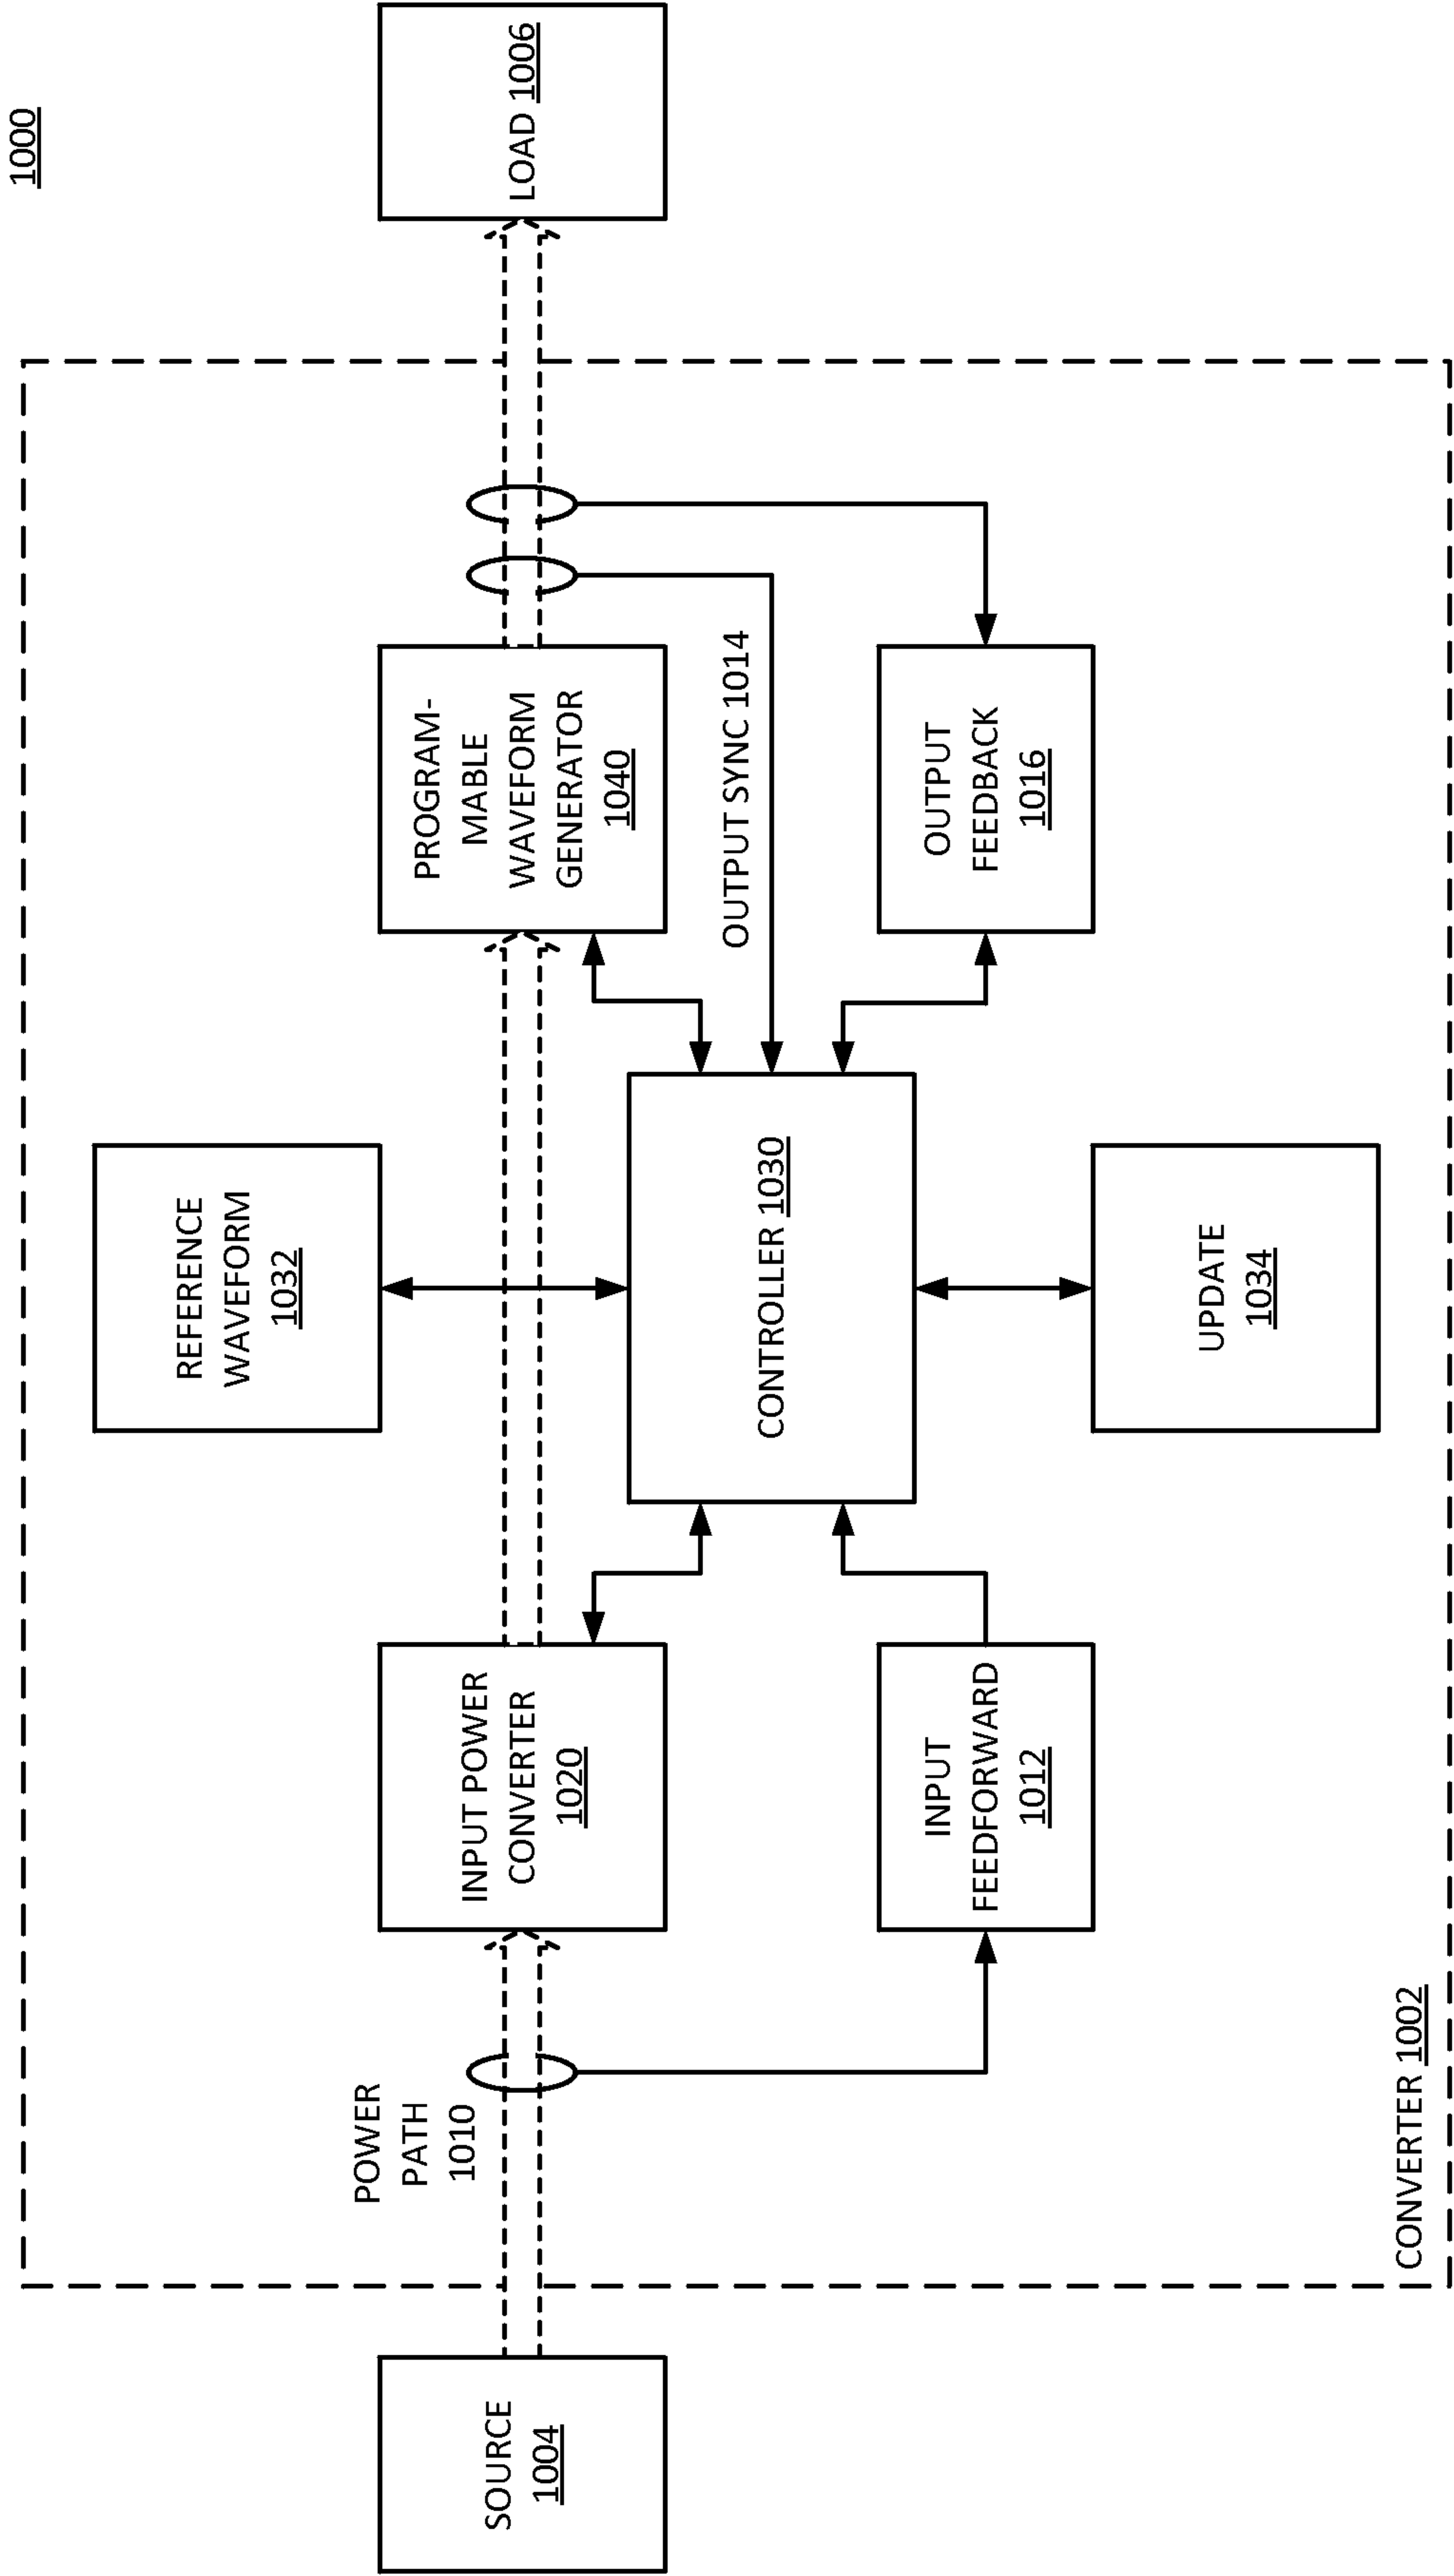 1000
REFERENCE
WAVEFORM
1032
POWER
PATH
1010
SOURCE
1004
INPUT POWER
CONVERTER
1020
PROGRAM-
MABLE
WAVEFORM
GENERATOR
1040
LOAD 1006
OUTPUT SYNC 1014
CONTROLLER 1030
INPUT
FEEDFORWARD
1012
OUTPUT
FEEDBACK
1016
UPDATE
1034
CONVERTER 1002